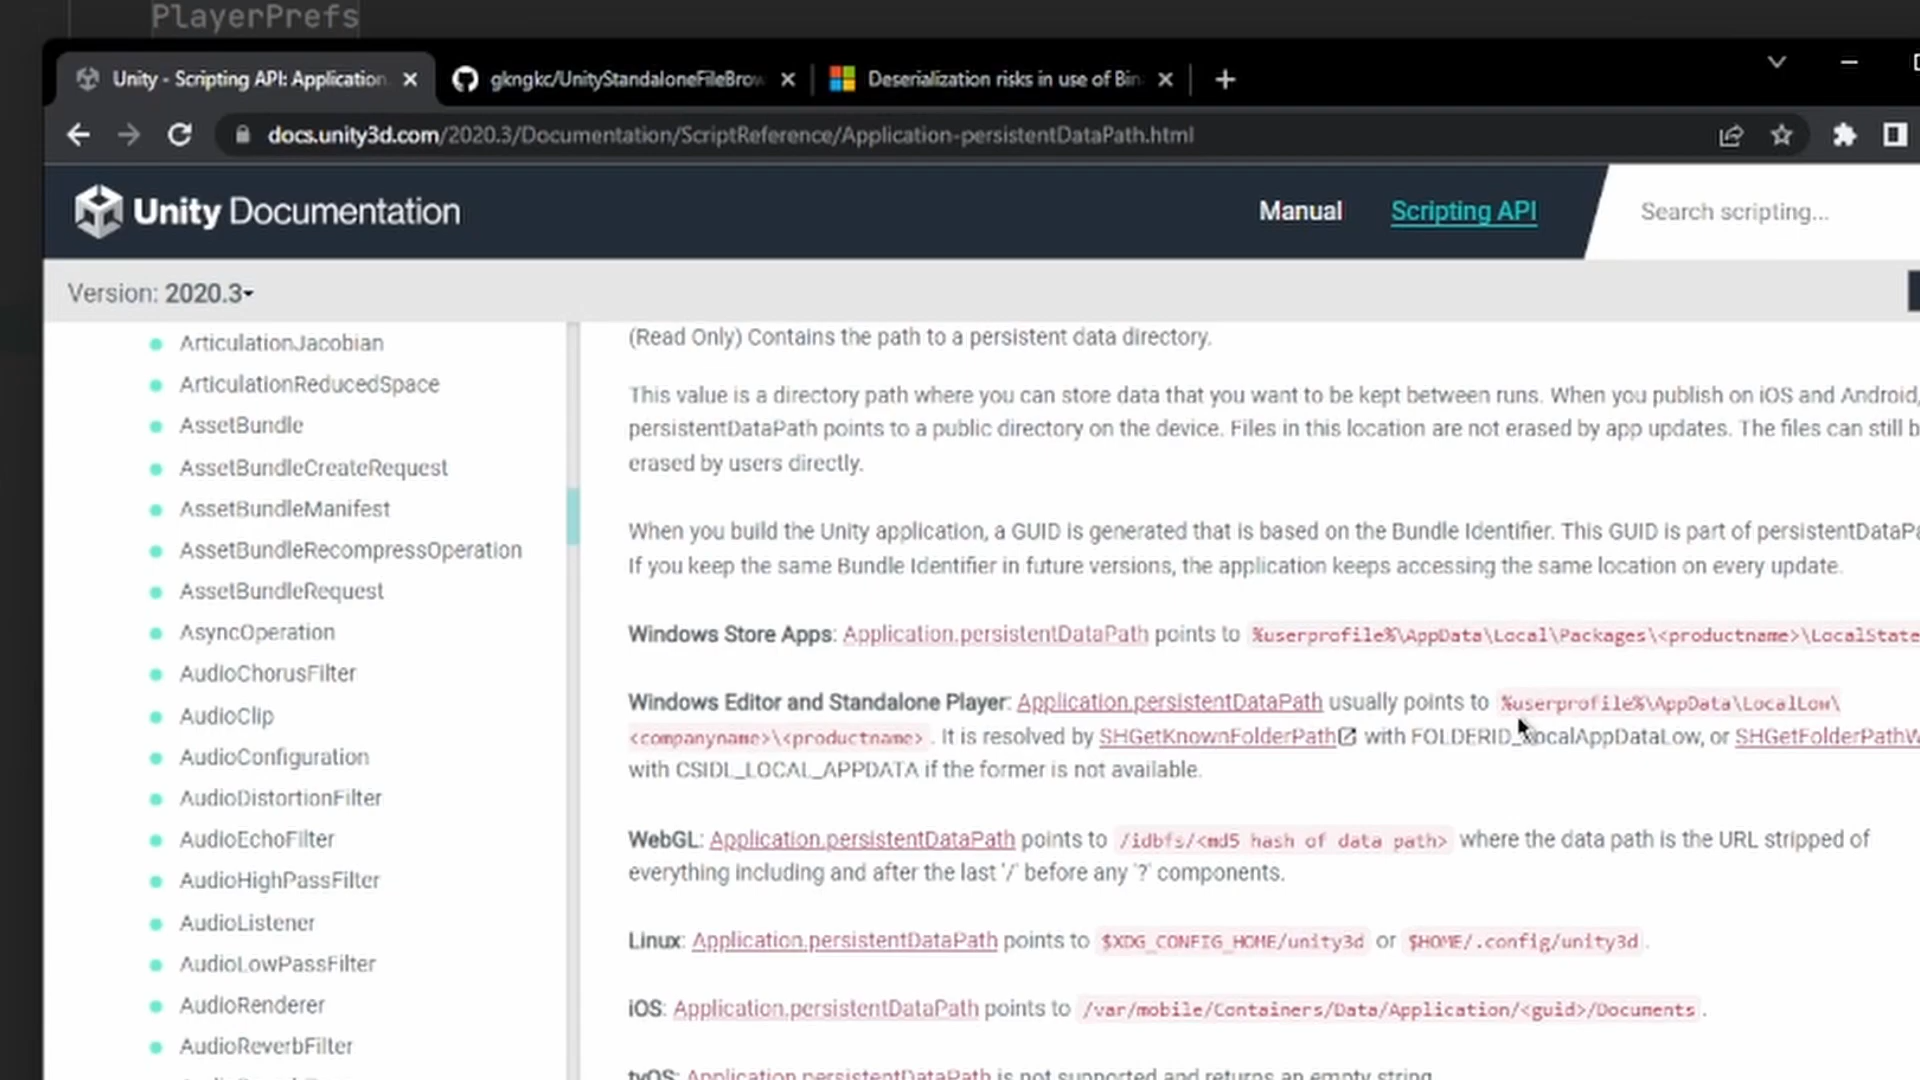 PlayerPrefs
Unity - Scripting API: Application.
gkngkc/UnityStandaloneFileBrow
Deserialization risks in use of Bin
docs.unity3d.com/2020.3/Documentation/ScriptReference/Application-persistentDataPath.html
Unity Documentation
Manual
Scripting API
Search scripting...
Version: 2020.3
ArticulationJacobian
ArticulationReducedSpace
AssetBundle
AssetBundleCreateRequest
AssetBundleManifest
AssetBundleRecompressOperation
AssetBundleRequest
AsyncOperation
AudioChorusFilter
AudioClip
AudioConfiguration
AudioDistortionFilter
AudioEchoFilter
AudioHighPassFilter
AudioListener
AudioLowPassFilter
AudioRenderer
AudioReverbFilter
(Read Only) Contains the path to a persistent data directory.
This value is a directory path where you can store data that you want to be kept between runs. When you publish on iOS and Android,
persistentDataPath points to a public directory on the device. Files in this location are not erased by app updates. The files can still b
erased by users directly.
When you build the Unity application, a GUID is generated that is based on the Bundle Identifier. This GUID is part of persistentDataPa
If you keep the same Bundle Identifier in future versions, the application keeps accessing the same location on every update.
Windows Store Apps: Application.persistentDataPath points to %userprofile%\AppData\Local\Packages\<productname>\LocalState
Windows Editor and Standalone Player: Application.persistentDataPath usually points to %userprofile%\AppData\LocalLow\
<companyname>\<productname> . It is resolved by SHGetKnownFolderPath with FOLDERID_LocalAppDataLow, or SHGetFolderPathW
with CSIDL_LOCAL_APPDATA if the former is not available.
WebGL: Application.persistentDataPath points to /idbfs/<md5 hash of data path> where the data path is the URL stripped of
everything including and after the last '/' before any '?' components.
Linux: Application.persistentDataPath points to $XDG_CONFIG_HOME/unity3d or $HOME/.config/unity3d .
iOS: Application.persistentDataPath points to /var/mobile/Containers/Data/Application/<guid>/Documents .
tvOS: Application.persistentDataPath is not supported and returns an empty string.